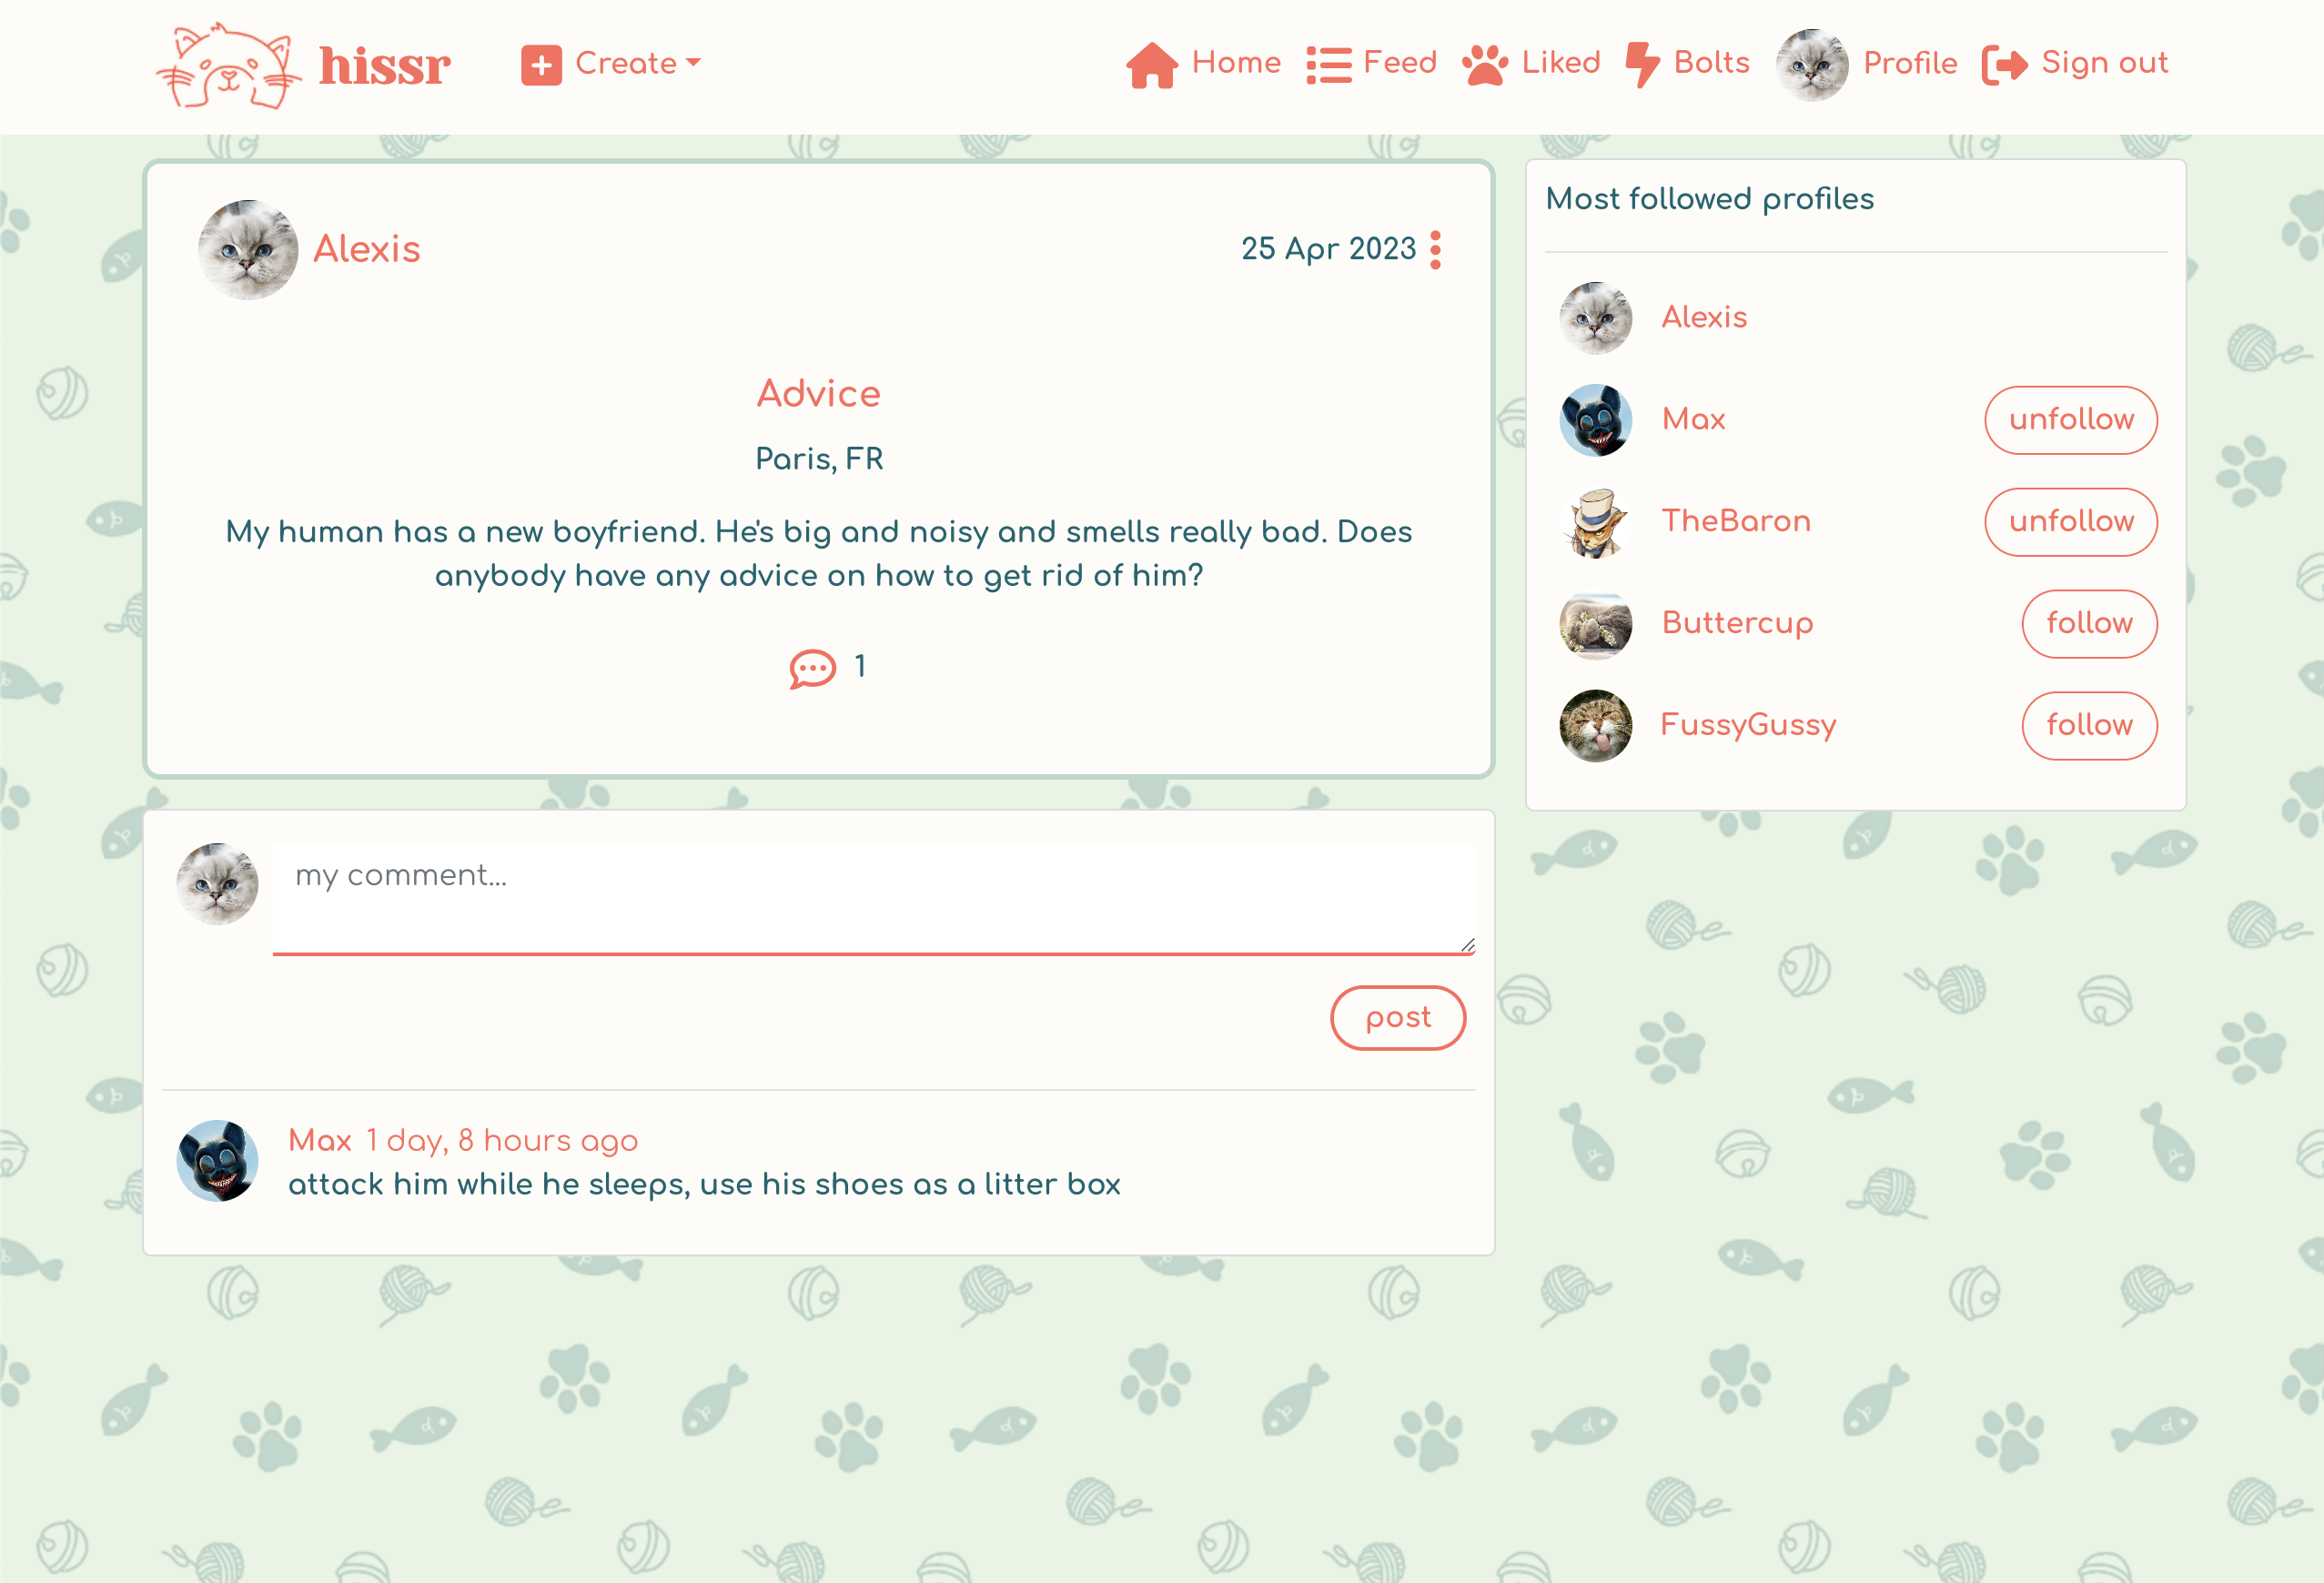 hissr
Create
Home
Feed
Liked
Bolts
Profile
Sign out
Alexis
25 Apr 2023
Advice
Paris, FR
My human has a new boyfriend. He's big and noisy and smells really bad. Does
anybody have any advice on how to get rid of him?
1
my comment...
post
Max 1 day, 8 hours ago
attack him while he sleeps, use his shoes as a litter box
Most followed profiles
Alexis
Max
unfollow
TheBaron
unfollow
Buttercup
follow
FussyGussy
follow